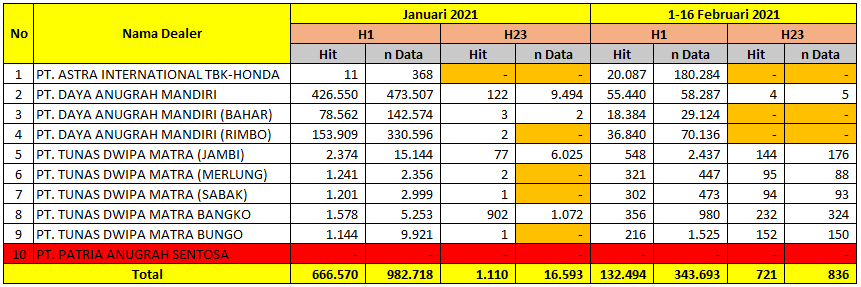 No Nama Dealer Januari 2021 1-16 Februari 2021
H1 H23 H1 H23
Hit n Data Hit n Data Hit n Data Hit n Data
1 PT. ASTRA INTERNATIONAL TBK-HONDA 11 368 - - 20.087 180.284 - -
2 PT. DAYA ANUGRAH MANDIRI 426.550 473.507 122 9.494 55.440 58.287 4 5
3 PT. DAYA ANUGRAH MANDIRI (BAHAR) 78.562 142.574 3 2 18.384 29.124 - -
4 PT. DAYA ANUGRAH MANDIRI (RIMBO) 153.909 330.596 2 - 36.840 70.136 - -
5 PT. TUNAS DWIPA MATRA (JAMBI) 2.374 15.144 77 6.025 548 2.437 144 176
6 PT. TUNAS DWIPA MATRA (MERLUNG) 1.241 2.356 2 - 321 447 95 88
7 PT. TUNAS DWIPA MATRA (SABAK) 1.201 2.999 1 - 302 473 94 93
8 PT. TUNAS DWIPA MATRA BANGKO 1.578 5.253 902 1.072 356 980 232 324
9 PT. TUNAS DWIPA MATRA BUNGO 1.144 9.921 1 - 216 1.525 152 150
10 PT. PATRIA ANUGRAH SENTOSA - - - - - - - -
Total 666.570 982.718 1.110 16.593 132.494 343.693 721 836